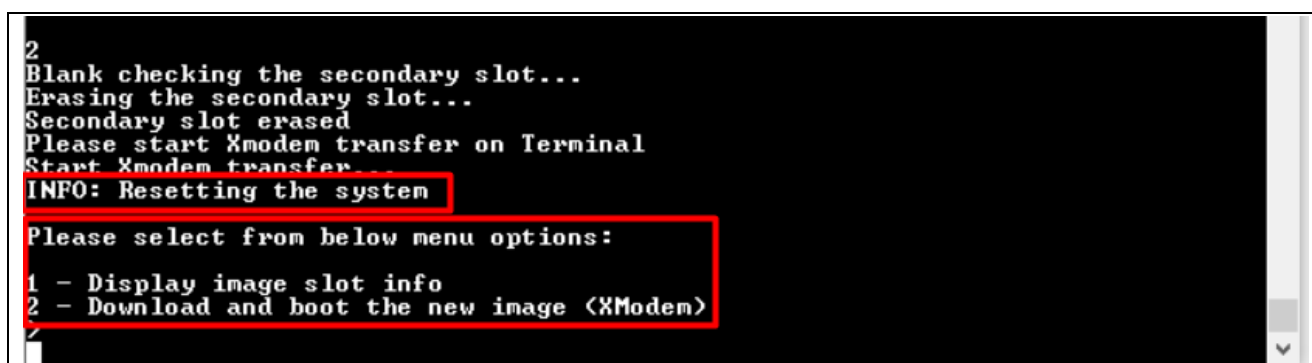 2
Blank checking the secondary slot...
Erasing the secondary slot...
Secondary slot erased
Please start Xmodem transfer on Terminal
Start Xmodem transfer...
INFO: Resetting the system
Please select from below menu options:
1 - Display image slot info
2 - Download and boot the new image (XModem)
>